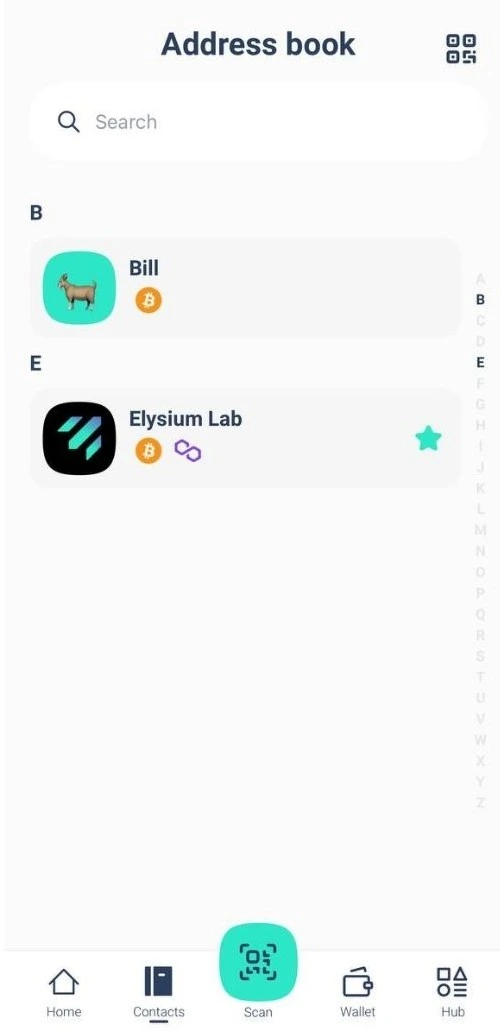 Address book
Search
B
Bill
E
Elysium Lab
A
B
C
D
E
F
G
H
I
J
K
L
M
N
O
P
Q
R
S
T
U
V
W
X
Y
Z
Home
Contacts
Scan
Wallet
Hub